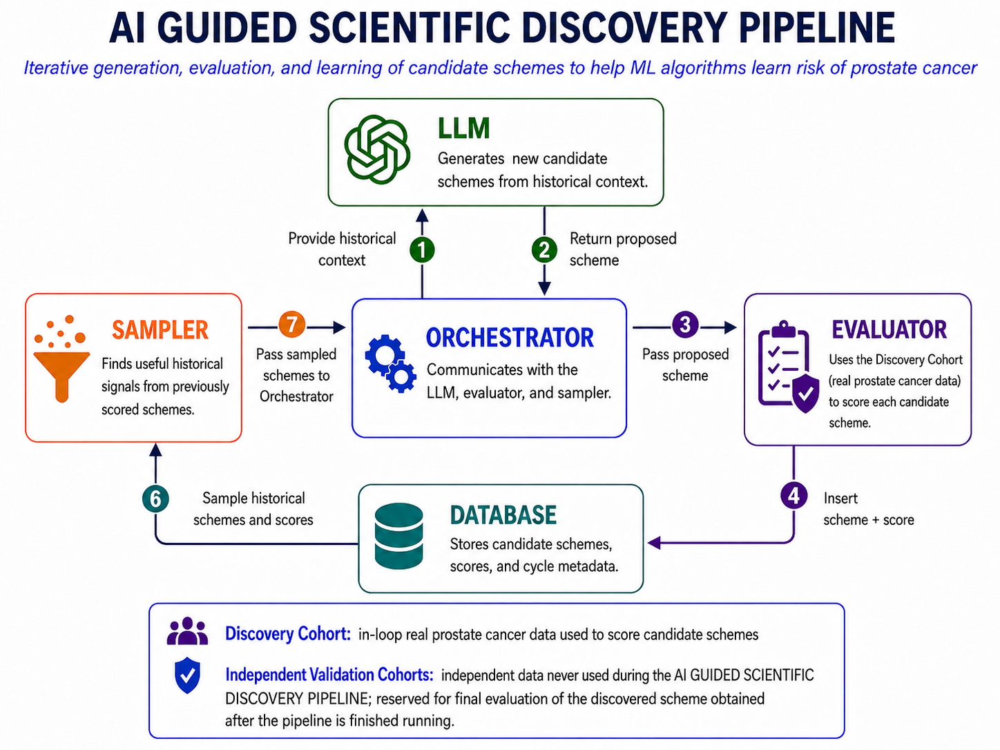 AI GUIDED SCIENTIFIC DISCOVERY PIPELINE
Iterative generation, evaluation, and learning of candidate schemes to help ML algorithms learn risk of prostate cancer
LLM
Generates new candidate
schemes from historical context.
Provide historical
context
1
2
Return proposed
scheme
SAMPLER
Finds useful historical
signals from previously
scored schemes.
7
Pass sampled
schemes to
Orchestrator
ORCHESTRATOR
Communicates with the
LLM, evaluator, and sampler.
3
Pass proposed
scheme
EVALUATOR
Uses the Discovery Cohort
(real prostate cancer data)
to score each candidate
scheme.
6
Sample historical
schemes and scores
DATABASE
Stores candidate schemes,
scores, and cycle metadata.
4
Insert
scheme + score
Discovery Cohort: in-loop real prostate cancer data used to score candidate schemes
Independent Validation Cohorts: independent data never used during the AI GUIDED SCIENTIFIC
DISCOVERY PIPELINE; reserved for final evaluation of the discovered scheme obtained
after the pipeline is finished running.